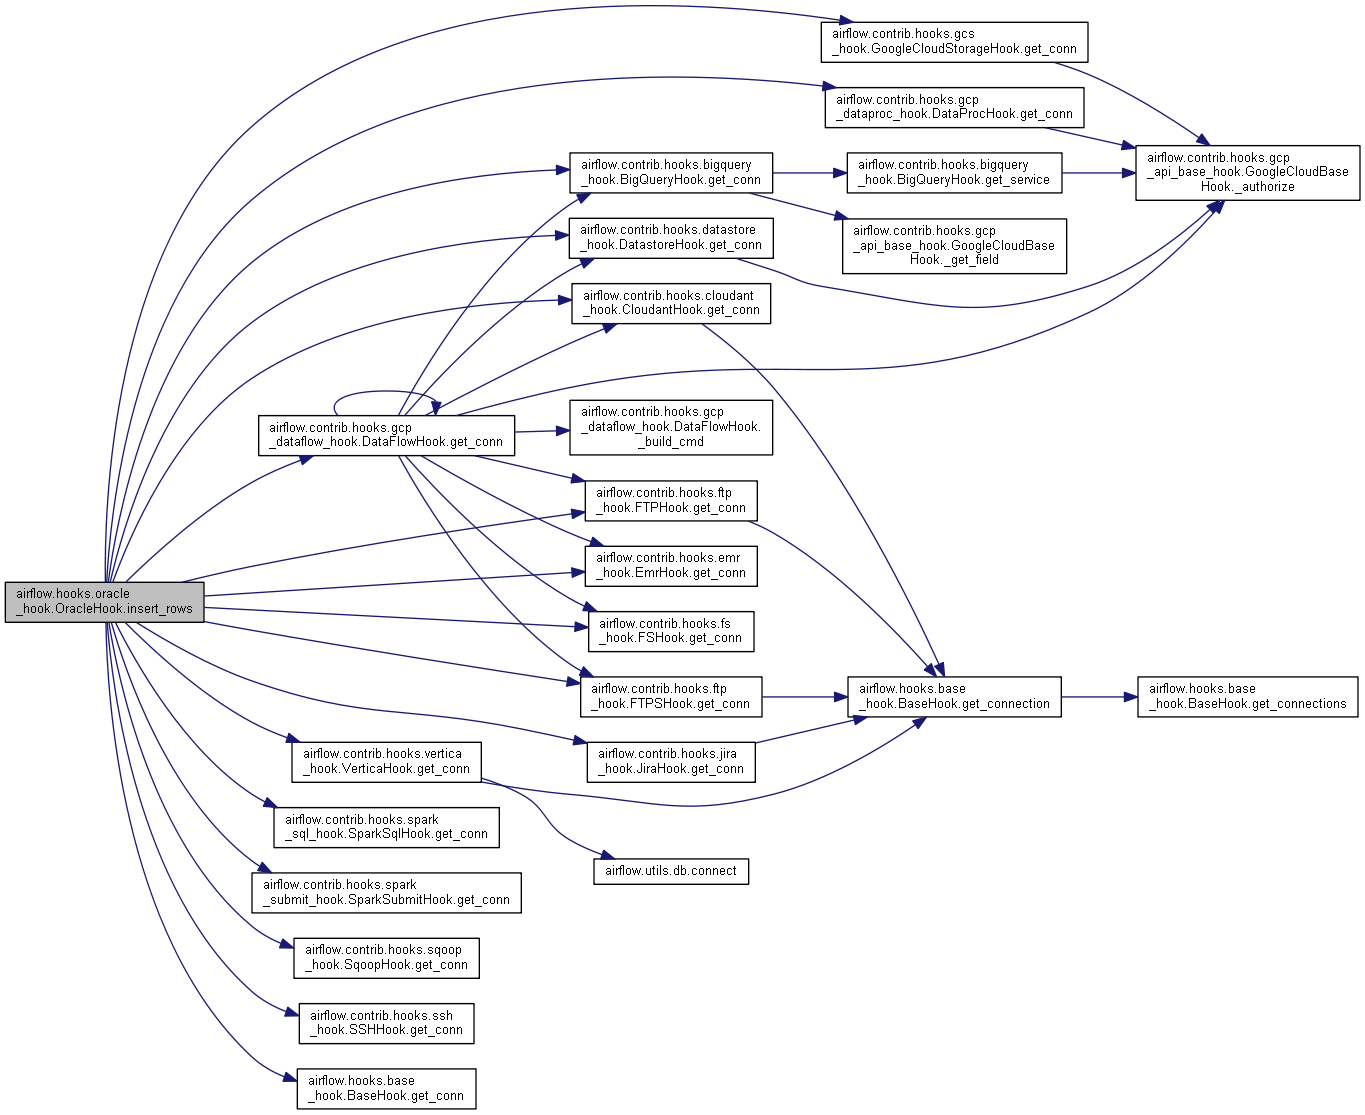 airflow.contrib.hooks.gcs
_hook.GoogleCloudStorageHook.get_conn
airflow.contrib.hooks.gcp
_dataproc_hook.DataProcHook.get_conn
airflow.contrib.hooks.bigquery
_hook.BigQueryHook.get_conn
airflow.contrib.hooks.bigquery
_hook.BigQueryHook.get_service
airflow.contrib.hooks.gcp
_api_base_hook.GoogleCloudBase
Hook._authorize
airflow.contrib.hooks.datastore
_hook.DatastoreHook.get_conn
airflow.contrib.hooks.gcp
_api_base_hook.GoogleCloudBase
Hook._get_field
airflow.contrib.hooks.cloudant
_hook.CloudantHook.get_conn
airflow.contrib.hooks.gcp
_dataflow_hook.DataFlowHook.get_conn
airflow.contrib.hooks.gcp
_dataflow_hook.DataFlowHook.
_build_cmd
airflow.contrib.hooks.ftp
_hook.FTPHook.get_conn
airflow.contrib.hooks.emr
_hook.EmrHook.get_conn
airflow.hooks.oracle
_hook.OracleHook.insert_rows
airflow.contrib.hooks.fs
_hook.FSHook.get_conn
airflow.contrib.hooks.ftp
_hook.FTPSHook.get_conn
airflow.hooks.base
_hook.BaseHook.get_connection
airflow.hooks.base
_hook.BaseHook.get_connections
airflow.contrib.hooks.vertica
_hook.VerticaHook.get_conn
airflow.contrib.hooks.jira
_hook.JiraHook.get_conn
airflow.contrib.hooks.spark
_sql_hook.SparkSqlHook.get_conn
airflow.utils.db.connect
airflow.contrib.hooks.spark
_submit_hook.SparkSubmitHook.get_conn
airflow.contrib.hooks.sqoop
_hook.SqoopHook.get_conn
airflow.contrib.hooks.ssh
_hook.SSHHook.get_conn
airflow.hooks.base
_hook.BaseHook.get_conn